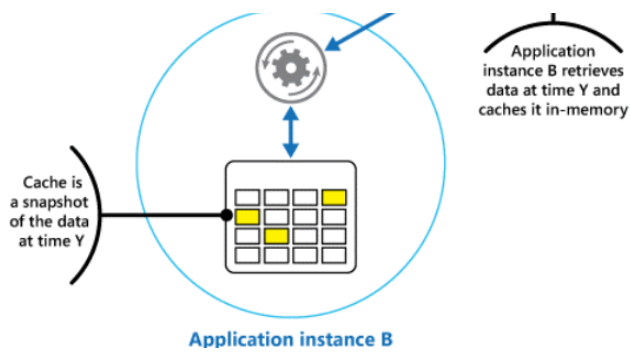 Application
instance B retrieves
data at time Y and
caches it in-memory
Cache is
a snapshot
of the data
at time Y
Application instance B